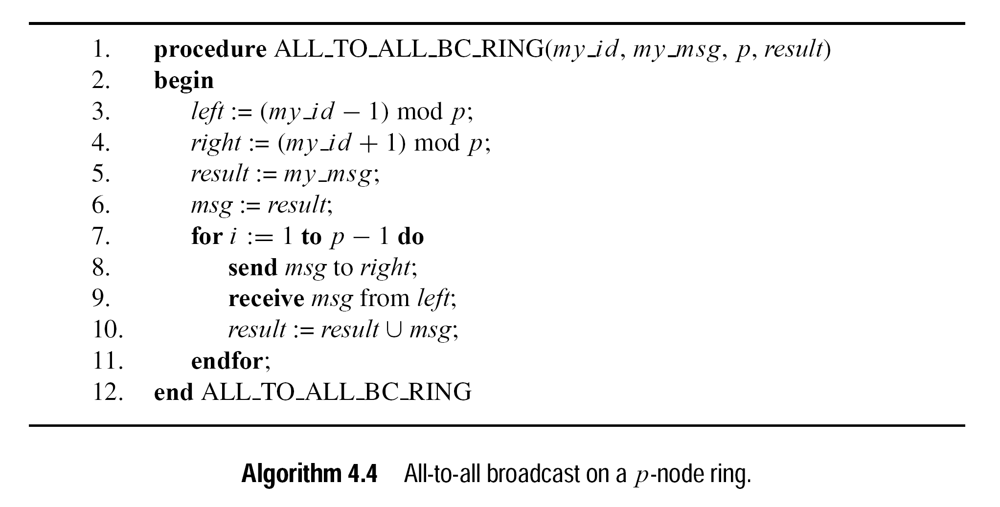 1. procedure ALL_TO_ALL_BC_RING(my_id, my_msg, p, result)
2. begin
3. left := (my_id − 1) mod p;
4. right := (my_id + 1) mod p;
5. result := my_msg;
6. msg := result;
7. for i := 1 to p − 1 do
8. send msg to right;
9. receive msg from left;
10. result := result ∪ msg;
11. endfor;
12. end ALL_TO_ALL_BC_RING
Algorithm 4.4 All-to-all broadcast on a p-node ring.